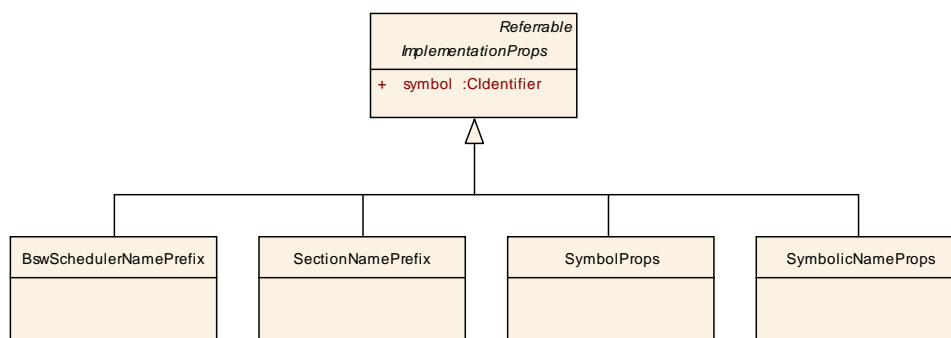 Referrable
ImplementationProps
+ symbol :CIdentifier
BswSchedulerNamePrefix
SectionNamePrefix
SymbolProps
SymbolicNameProps